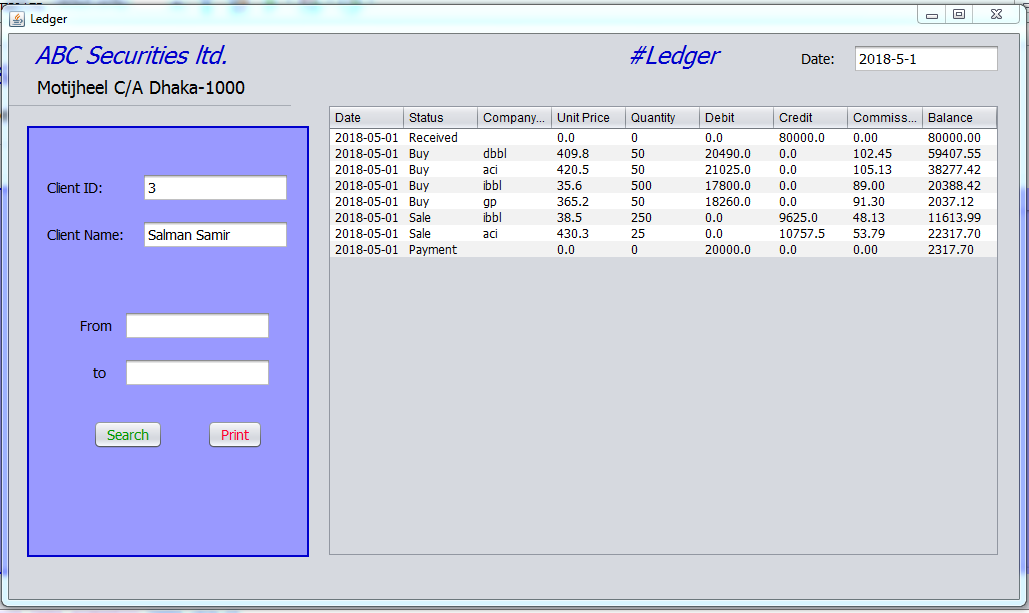 Ledger
ABC Securities ltd.
#Ledger
Date: 2018-5-1
Motijheel C/A Dhaka-1000
Client ID: 3
Client Name: Salman Samir
From
to
Search Print
Date Status Company... Unit Price Quantity Debit Credit Commiss... Balance
2018-05-01 Received 0.0 0 0.0 80000.0 0.00 80000.00
2018-05-01 Buy dbbl 409.8 50 20490.0 0.0 102.45 59407.55
2018-05-01 Buy aci 420.5 50 21025.0 0.0 105.13 38277.42
2018-05-01 Buy ibbl 35.6 500 17800.0 0.0 89.00 20388.42
2018-05-01 Buy gp 365.2 50 18260.0 0.0 91.30 2037.12
2018-05-01 Sale ibbl 38.5 250 0.0 9625.0 48.13 11613.99
2018-05-01 Sale aci 430.3 25 0.0 10757.5 53.79 22317.70
2018-05-01 Payment 0.0 0 20000.0 0.0 0.00 2317.70